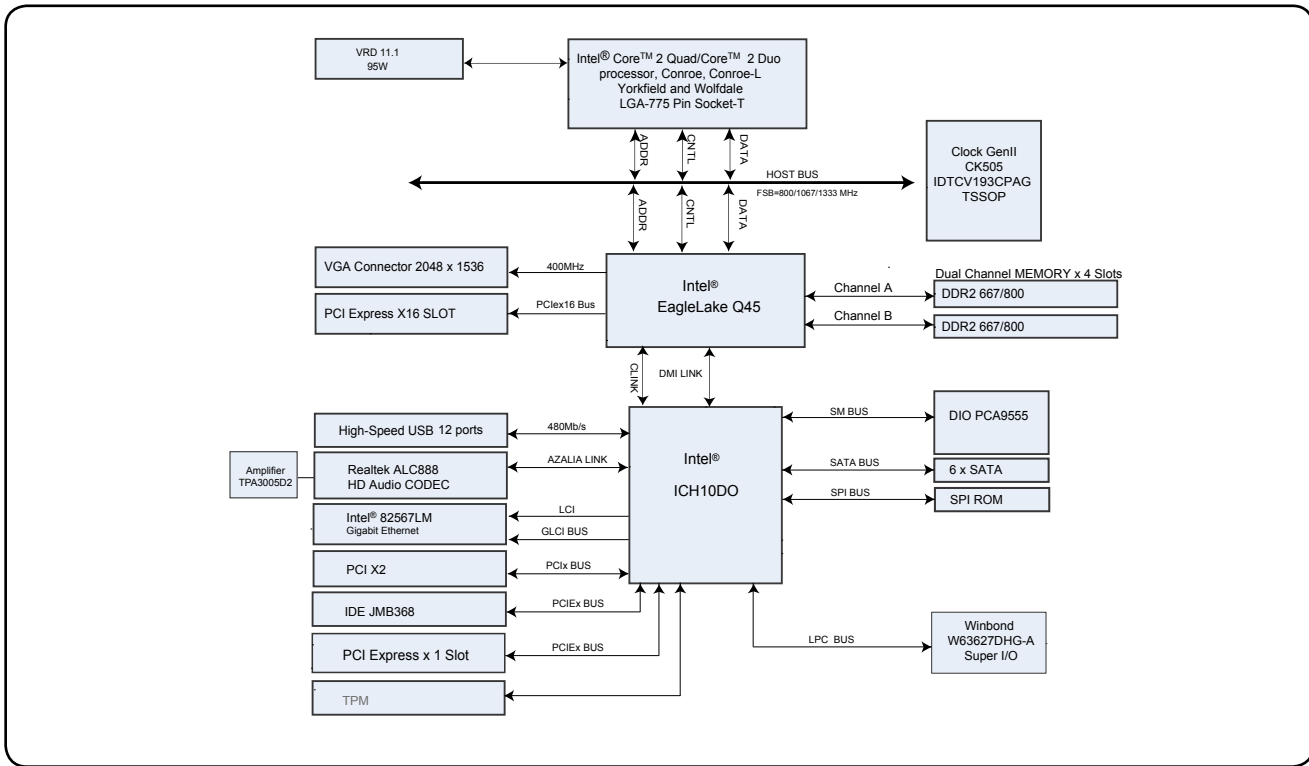 VRD 11.1
95W
Intel® Core™ 2 Quad/Core™ 2 Duo
processor, Conroe, Conroe-L
Yorkfield and Wolfdale
LGA-775 Pin Socket-T
ADDR
CNTL
DATA
HOST BUS
FSB=800/1067/1333 MHz
Clock GenII
CK505
IDTCV193CPAG
TSSOP
ADDR
CNTL
DATA
VGA Connector 2048 x 1536
400MHz
PCI Express X16 SLOT
PCIex16 Bus
Intel®
EagleLake Q45
Channel A
Channel B
Dual Channel MEMORY x 4 Slots
DDR2 667/800
DDR2 667/800
CLINK
DMI LINK
High-Speed USB 12 ports
480Mb/s
Amplifier
TPA3005D2
Realtek ALC888
HD Audio CODEC
AZALIA LINK
Intel® 82567LM
Gigabit Ethernet
LCI
GLCI BUS
PCI X2
PCIx BUS
IDE JMB368
PCIEx BUS
PCI Express x 1 Slot
PCIEx BUS
TPM
Intel®
ICH10DO
SM BUS
DIO PCA9555
SATA BUS
6 x SATA
SPI BUS
SPI ROM
LPC BUS
Winbond
W63627DHG-A
Super I/O